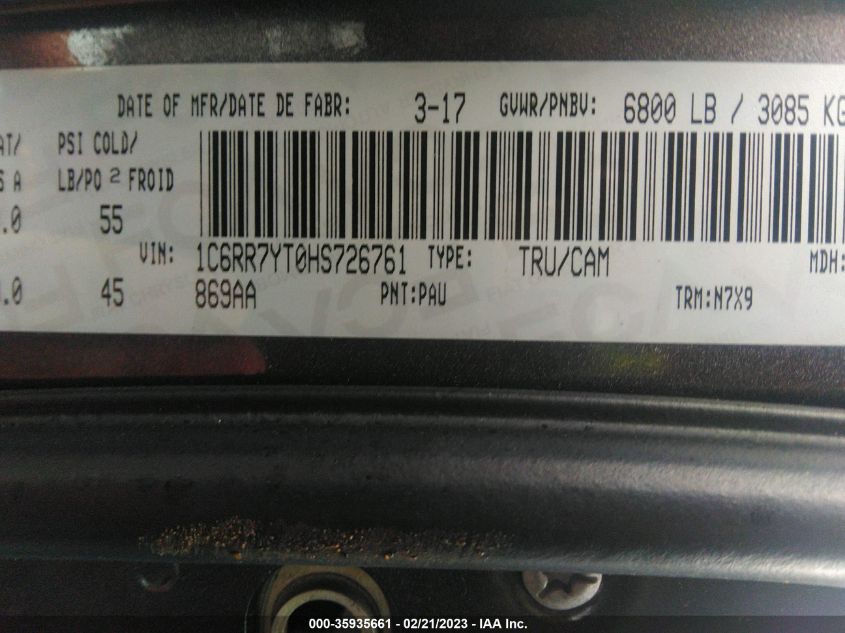 DATE OF MFR/DATE DE FABR: 3-17 GVWR/PNBV: 6800 LB / 3085 KG
AT/ PSI COLD/
S A LB/PO 2 FROID
.0 55
VIN: 1C6RR7YT0HS726761 TYPE: TRU/CAM MDH:
.0 45 869AA PNT:PAU TRM:N7X9
000-35935661 - 02/21/2023 - IAA Inc.